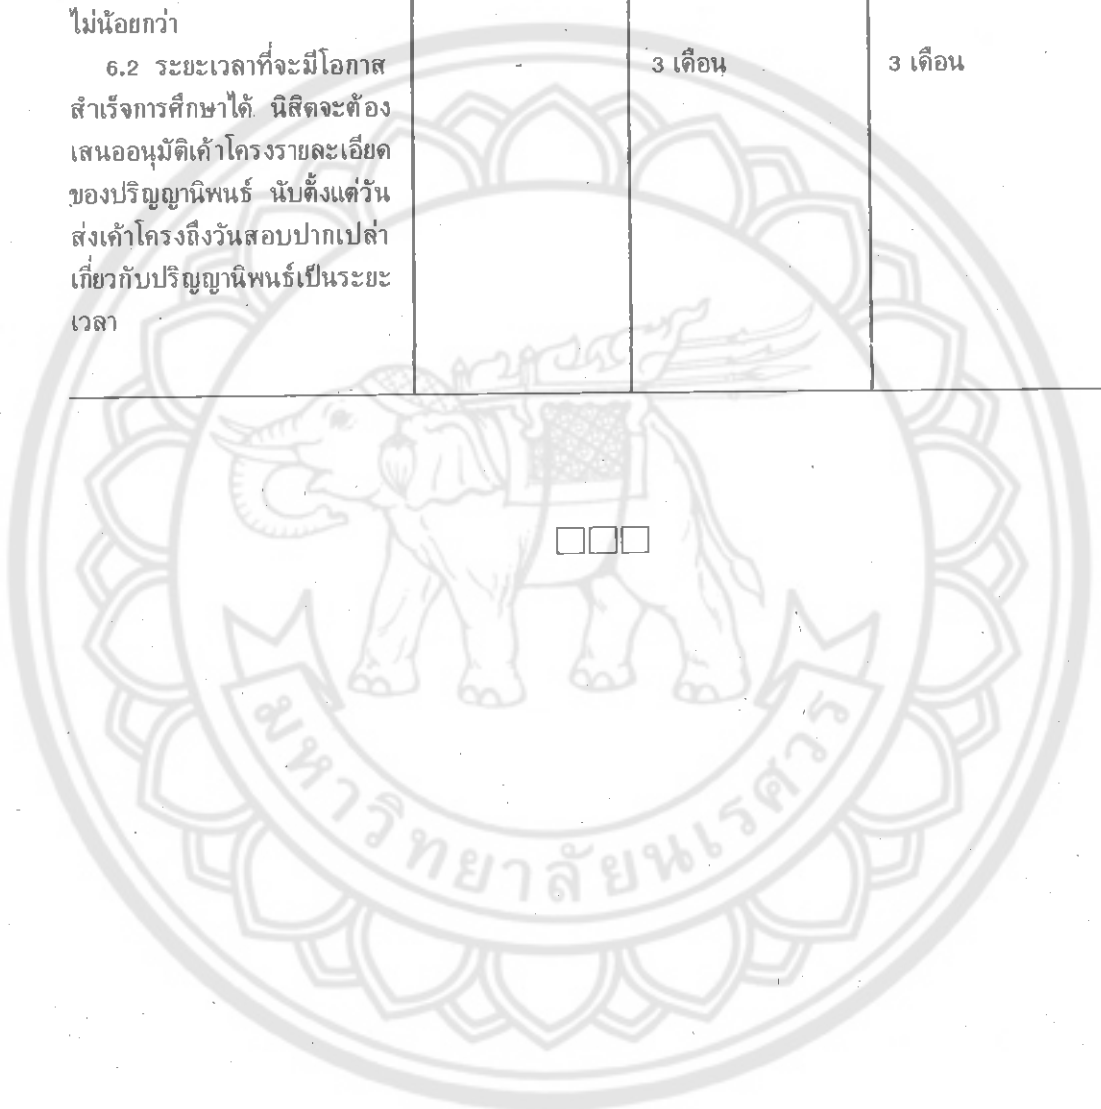 ไม่น้อยกว่า
6.2 ระยะเวลาที่จะมีโอกาส - 3 เดือน 3 เดือน
สำเร็จการศึกษาได้ นิสิตจะต้อง
เสนออนุมัติเค้าโครงรายละเอียด
ของปริญญานิพนธ์ นับตั้งแต่วัน
ส่งเค้าโครงถึงวันสอบปากเปล่า
เกี่ยวกับปริญญานิพนธ์เป็นระยะ
เวลา
มหาวิทยาลัยนเรศวร